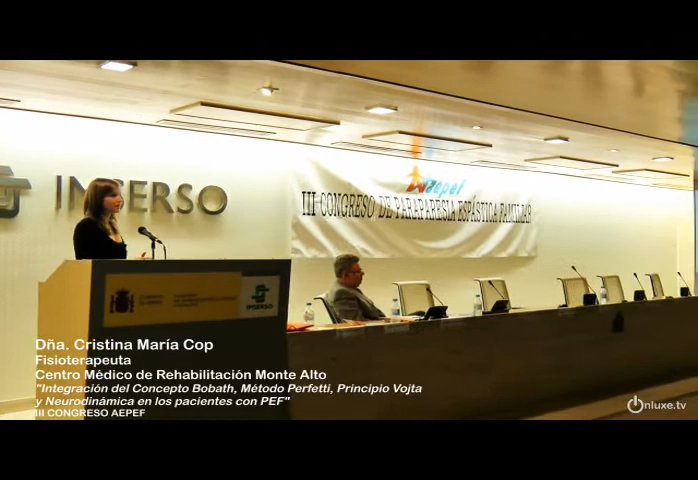 aepef
III CONGRESO DE PARAPARESIA ESPÁSTICA FAMILIAR
IMSERSO
IMSERSO
Dña. Cristina María Cop
Fisioterapeuta
Centro Médico de Rehabilitación Monte Alto
"Integración del Concepto Bobath, Método Perfetti, Principio Vojta
y Neurodinámica en los pacientes con PEF"
III CONGRESO AEPEF
onluxe.tv